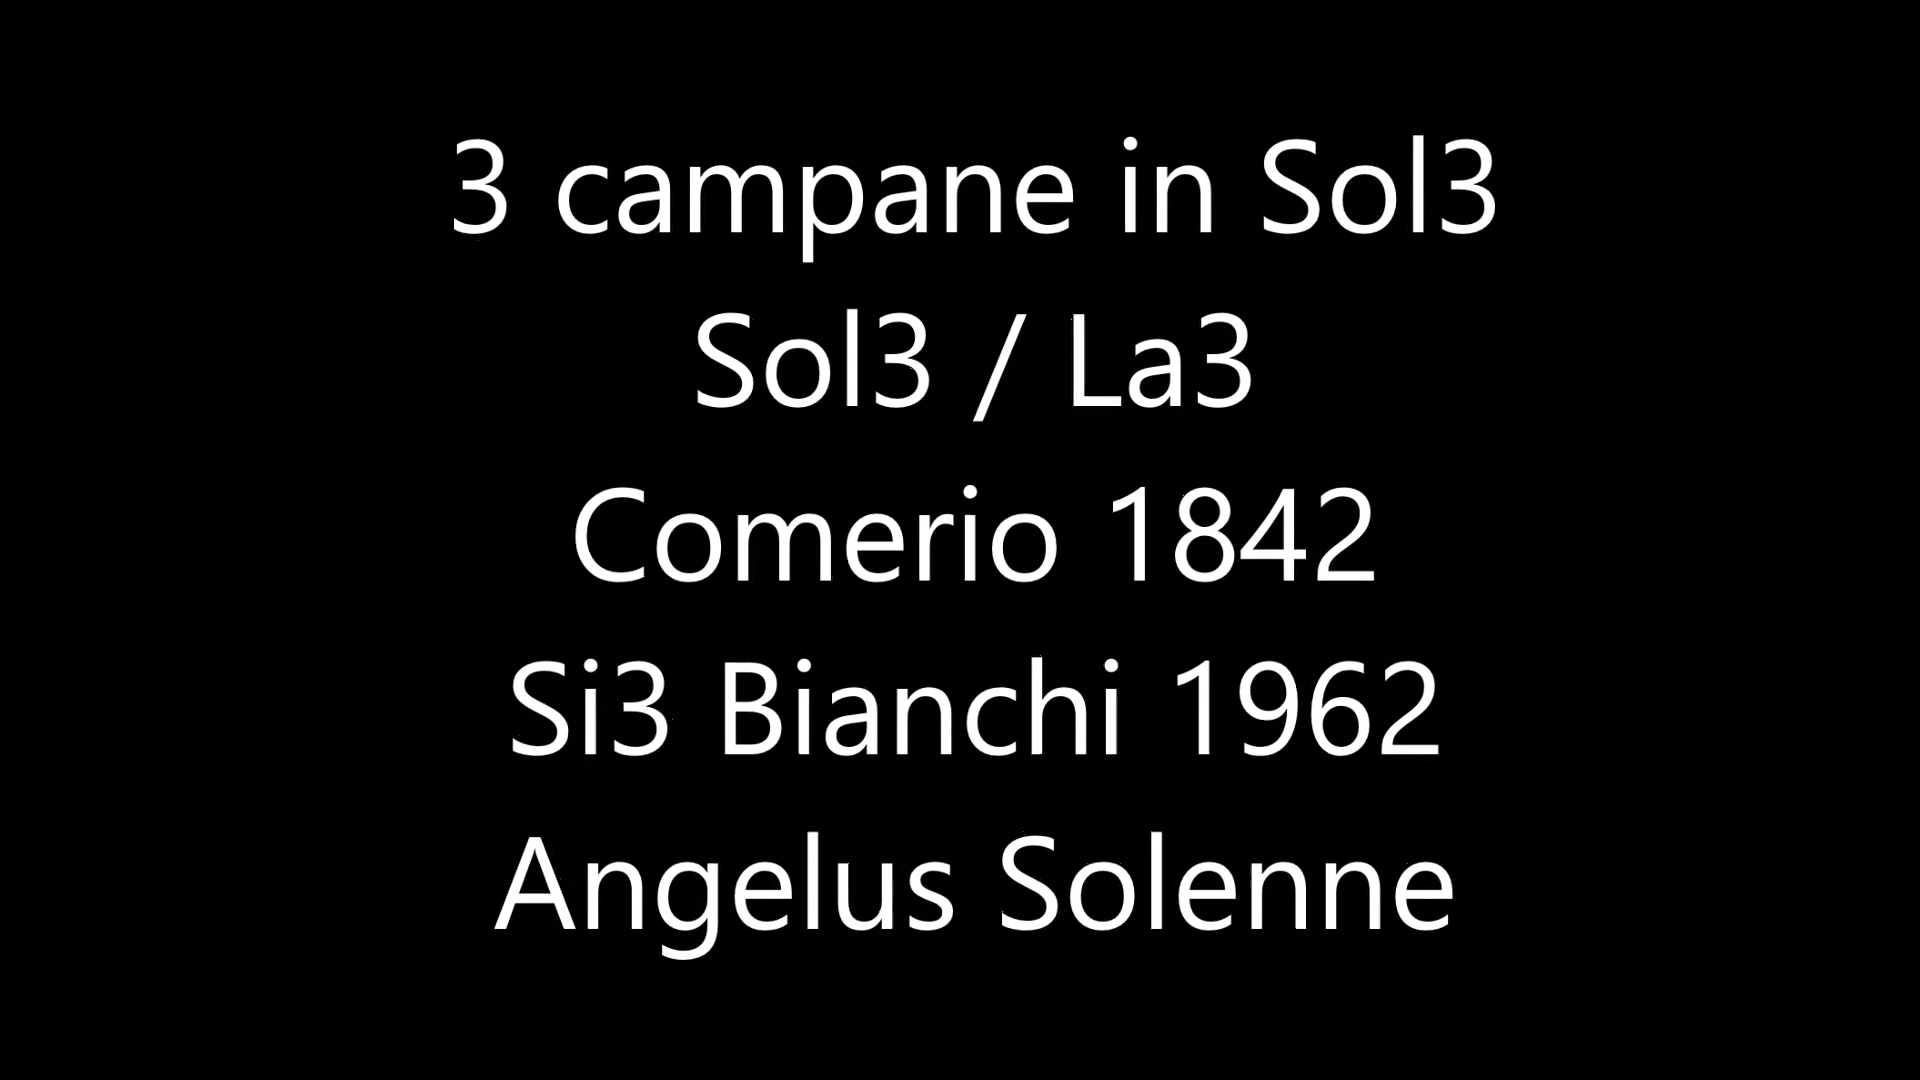 3 campane in Sol3
Sol3 / La3
Comerio 1842
Si3 Bianchi 1962
Angelus Solenne